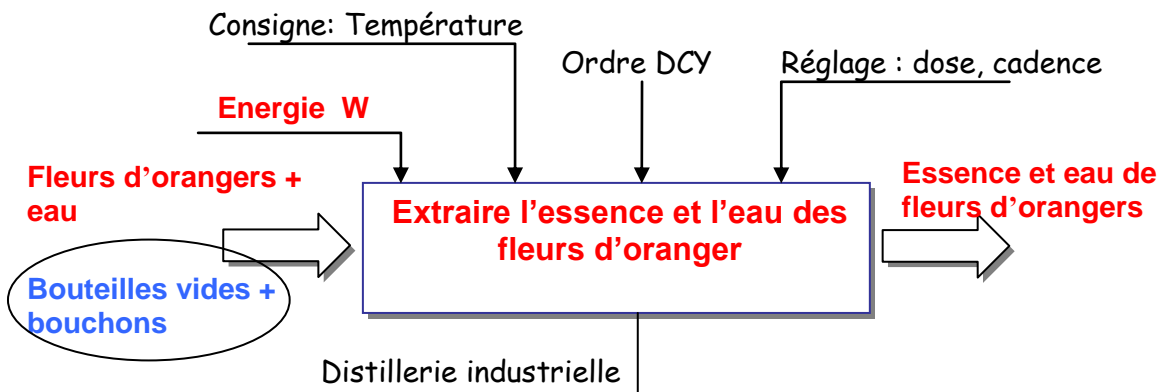 Consigne: Température
Ordre DCY
Réglage : dose, cadence
Energie W
Fleurs d’orangers +
eau
Extraire l’essence et l’eau des
fleurs d’oranger
Essence et eau de
fleurs d’orangers
Bouteilles vides +
bouchons
Distillerie industrielle